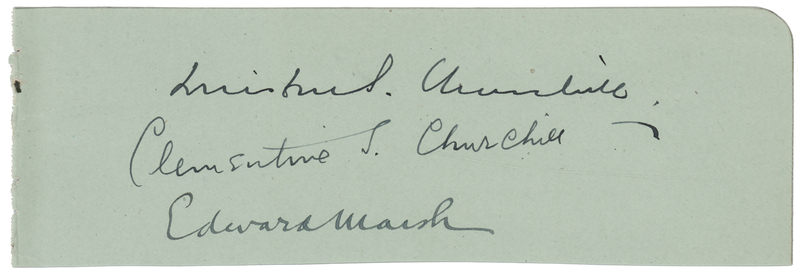 Winston S. Churchill
Clementine S. Churchill
Edward Marsh